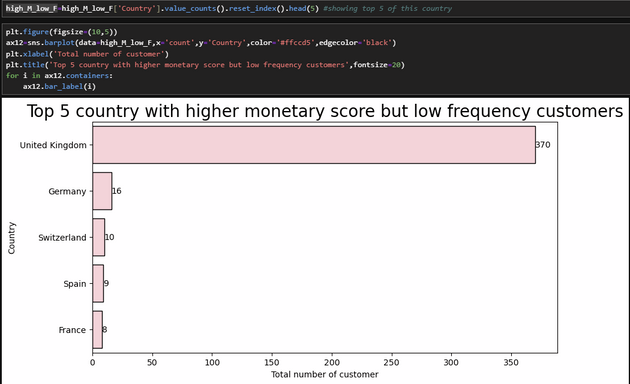 high_M_low_F=high_M_low_F['Country'].value_counts().reset_index().head(5) #showing top 5 of this country
plt.figure(figsize=(10,5))
ax12=sns.barplot(data=high_M_low_F,x='count',y='Country',color='#ffccd5',edgecolor='black')
plt.xlabel('Total number of customer')
plt.title('Top 5 country with higher monetary score but low frequency customers',fontsize=20)
for i in ax12.containers:
    ax12.bar_label(i)
Top 5 country with higher monetary score but low frequency customers
United Kingdom 370
Germany 16
Switzerland 10
Spain 9
France 8
Country
0 50 100 150 200 250 300 350
Total number of customer